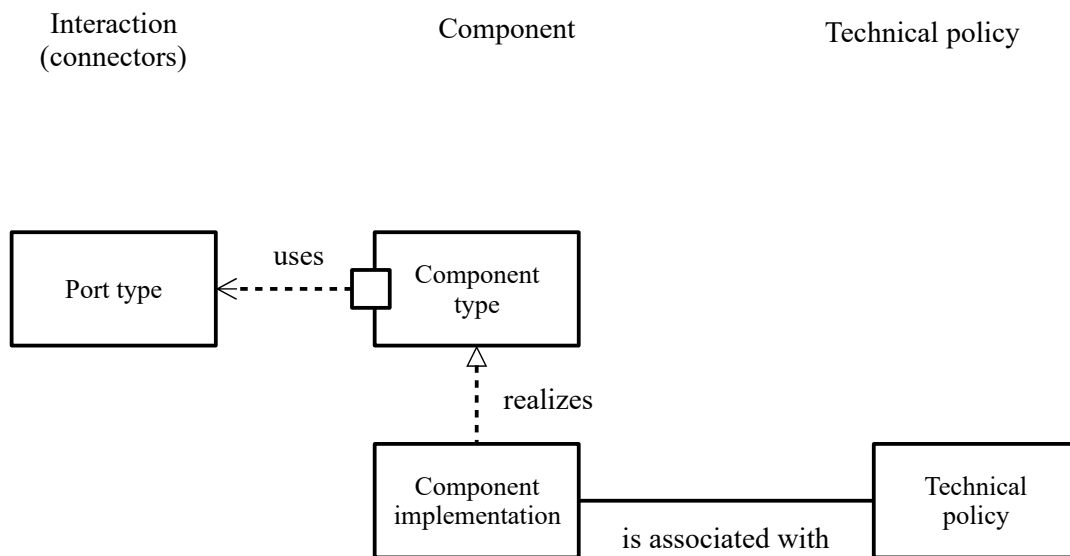 Interaction
(connectors)
Component
Technical policy
uses
Port type
Component
type
realizes
Component
implementation
Technical
policy
is associated with